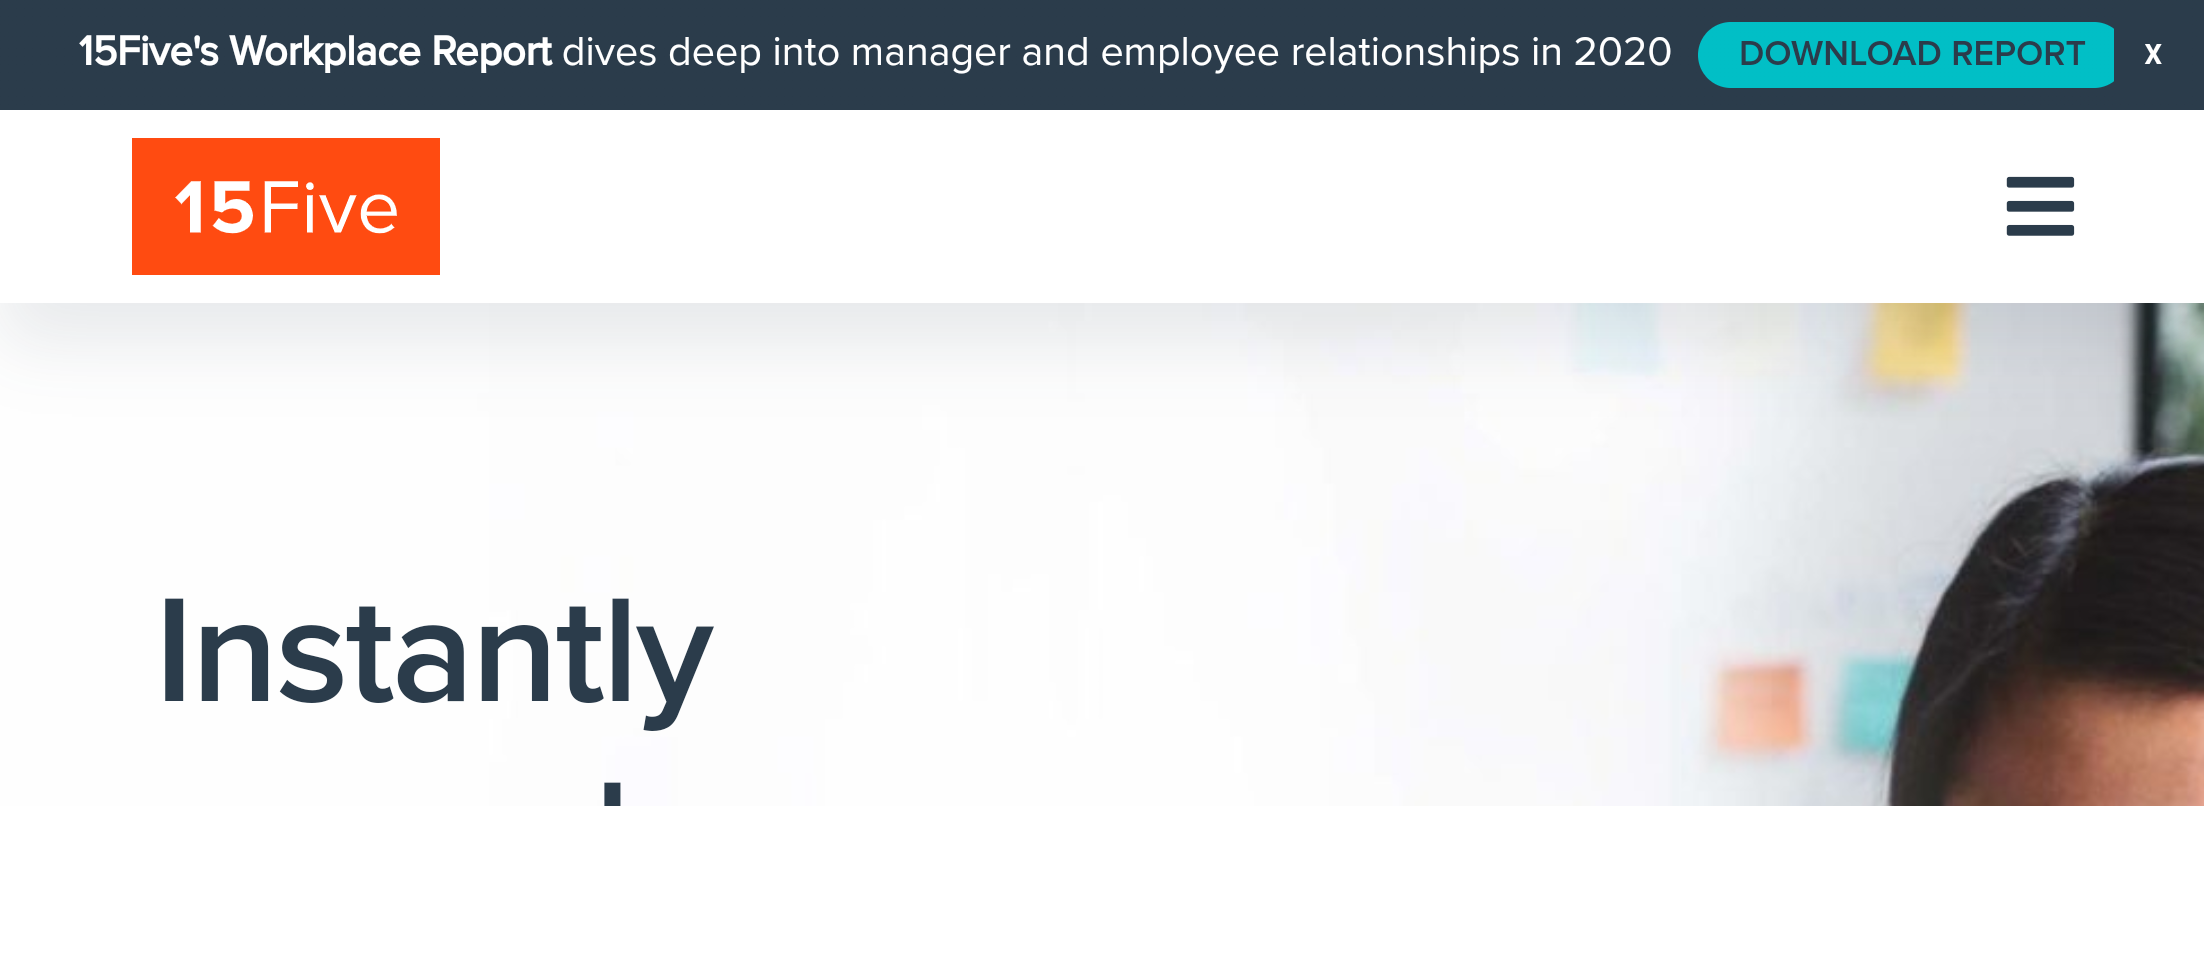 15Five's Workplace Report dives deep into manager and employee relationships in 2020 DOWNLOAD REPORT x
15Five
Instantly